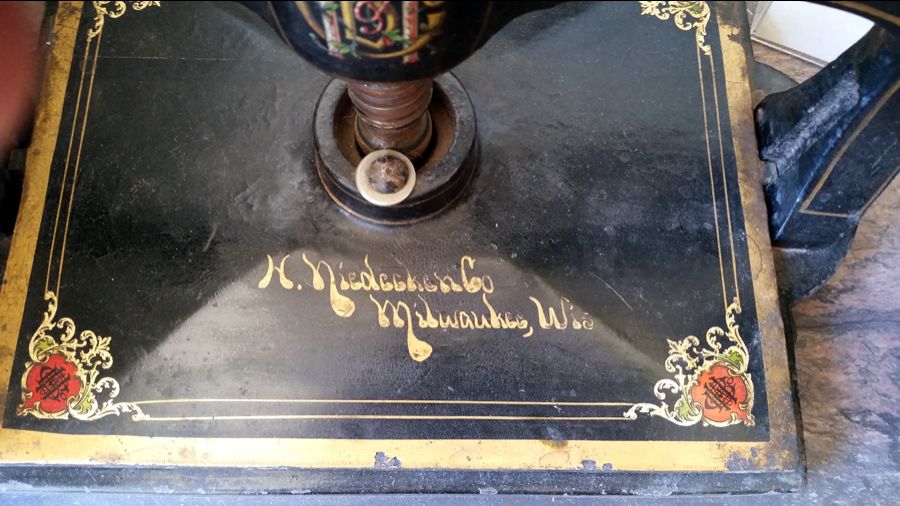 H. Niedecken Co
Milwaukee, Wis